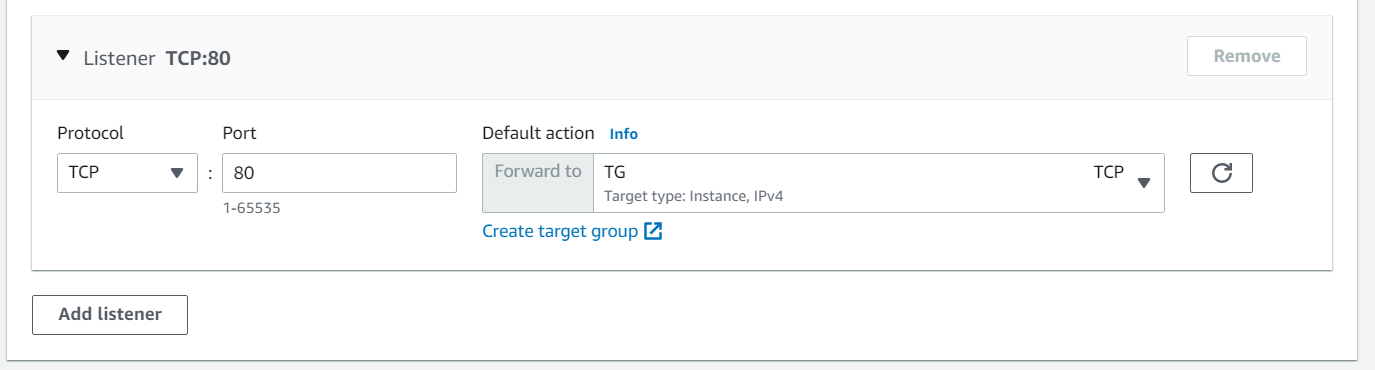 Listener TCP:80
Remove
Protocol
Port
Default action Info
TCP
:
80
Forward to
TG
TCP
Target type: Instance, IPv4
1-65535
Create target group
Add listener